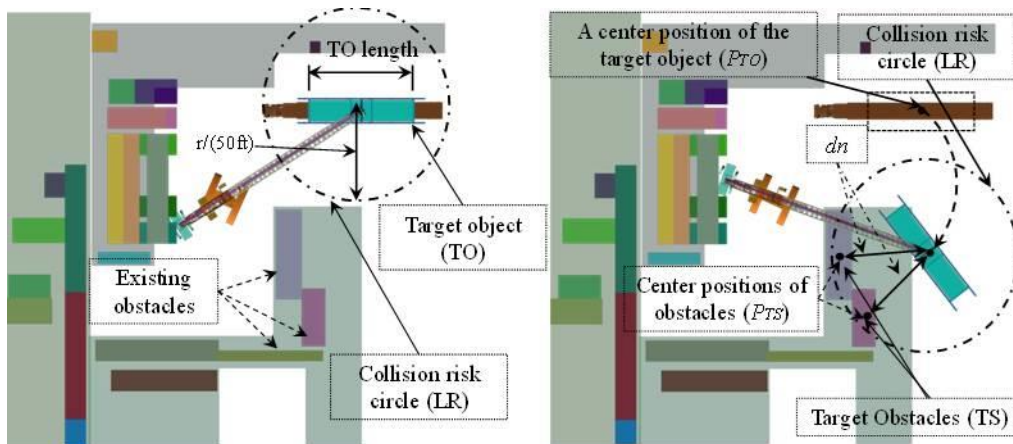 TO length
r/(50ft)
Target object
(TO)
Existing
obstacles
Collision risk
circle (LR)
A center position of the
target object (PTO)
Collision risk
circle (LR)
dn
Center positions of
obstacles (PTS)
Target Obstacles (TS)